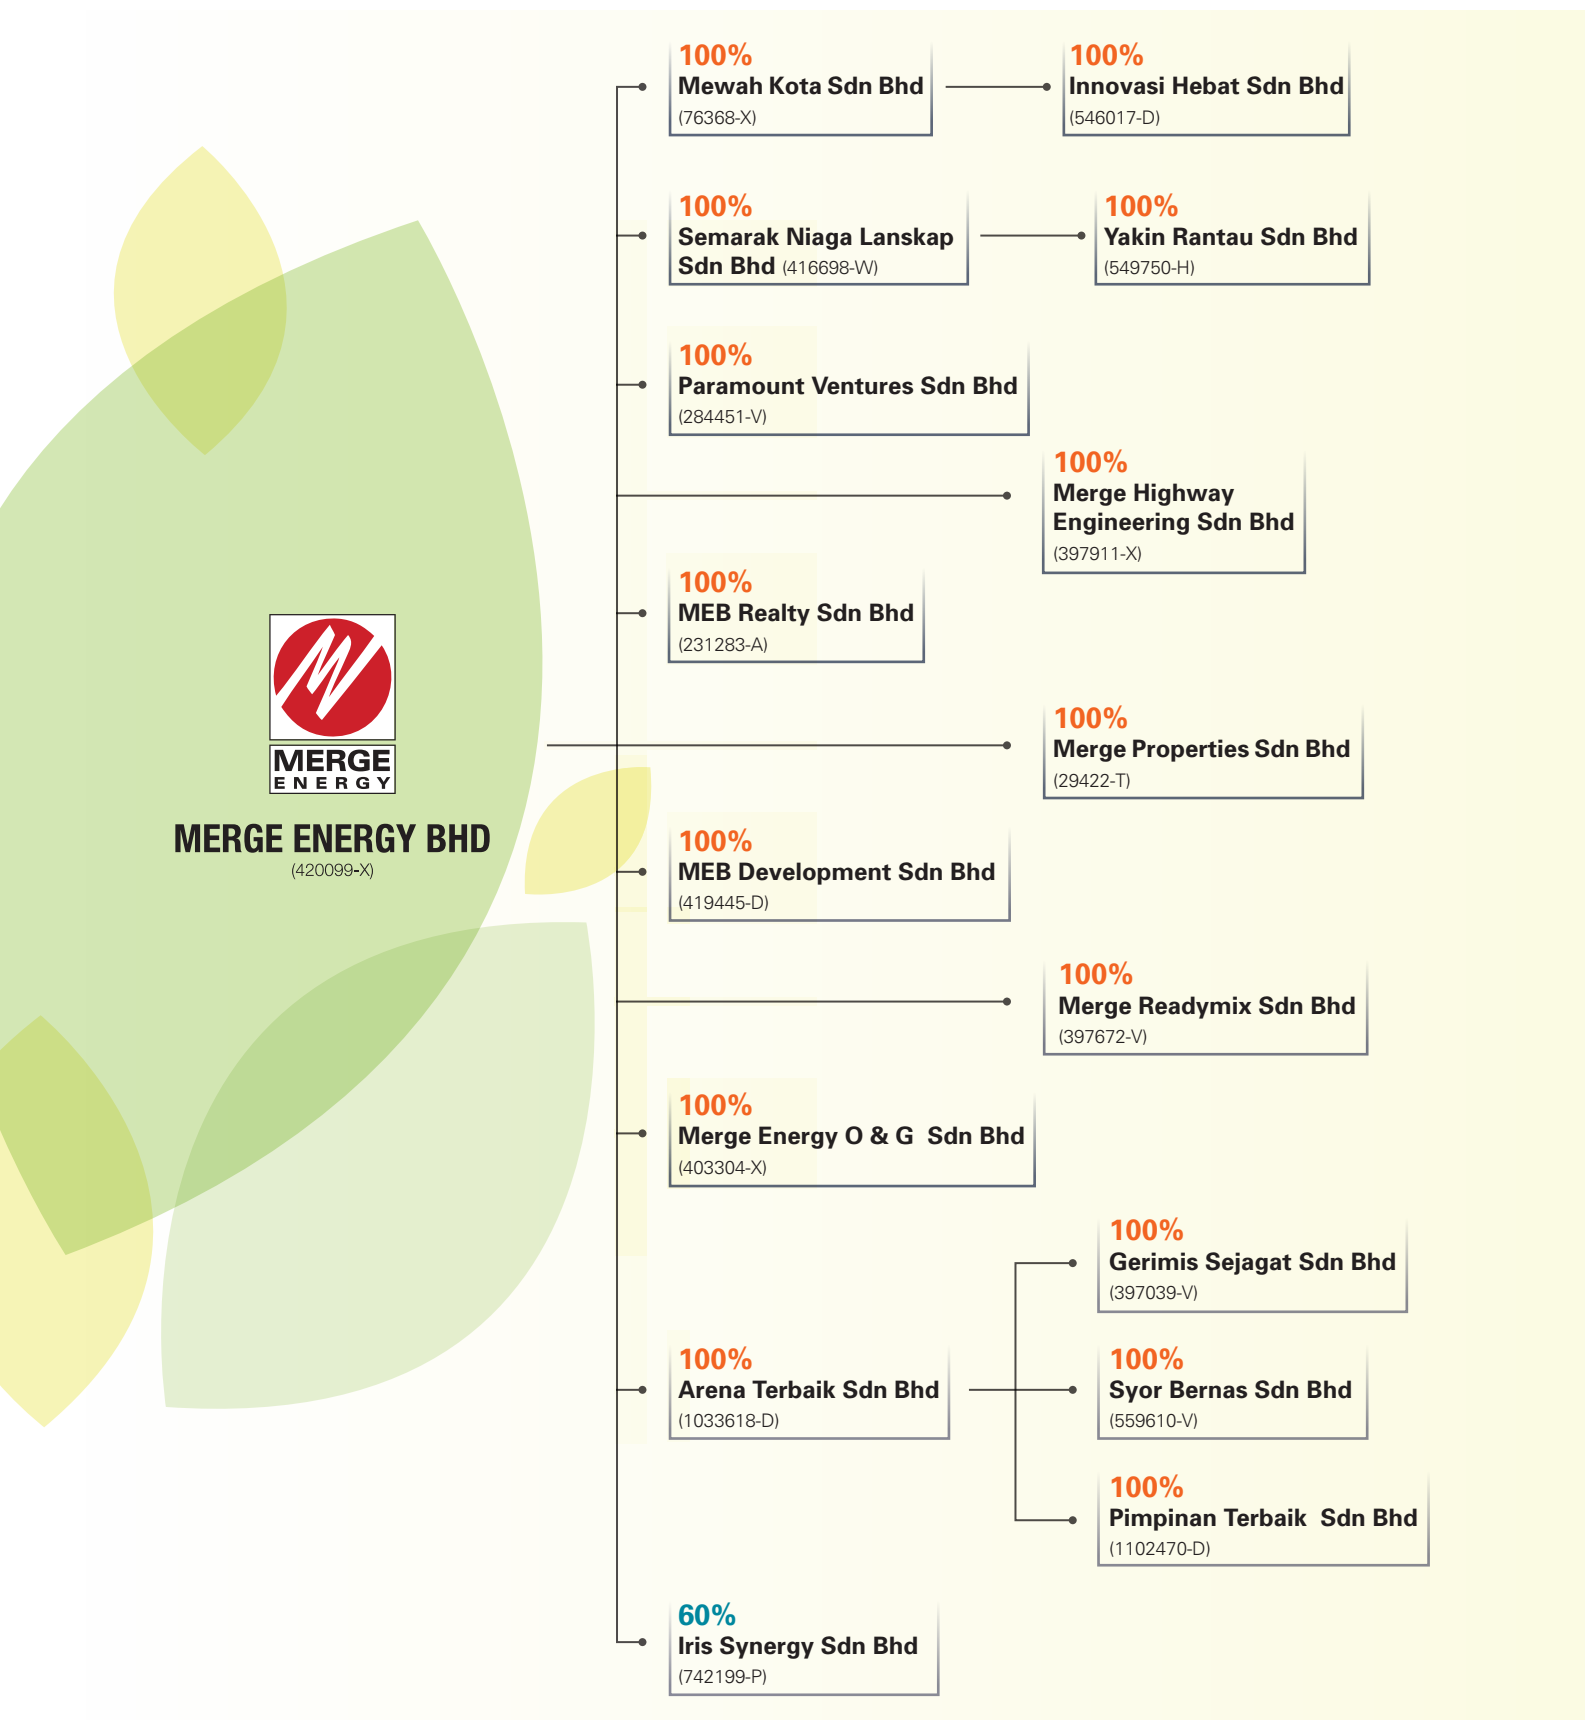 MERGE
ENERGY
MERGE ENERGY BHD
(420099-X)
100%
Mewah Kota Sdn Bhd
(76368-X)
100%
Innovasi Hebat Sdn Bhd
(546017-D)
100%
Semarak Niaga Lanskap
Sdn Bhd (416698-W)
100%
Yakin Rantau Sdn Bhd
(549750-H)
100%
Paramount Ventures Sdn Bhd
(284451-V)
100%
Merge Highway
Engineering Sdn Bhd
(397911-X)
100%
MEB Realty Sdn Bhd
(231283-A)
100%
Merge Properties Sdn Bhd
(29422-T)
100%
MEB Development Sdn Bhd
(419445-D)
100%
Merge Readymix Sdn Bhd
(397672-V)
100%
Merge Energy O & G  Sdn Bhd
(403304-X)
100%
Arena Terbaik Sdn Bhd
(1033618-D)
100%
Gerimis Sejagat Sdn Bhd
(397039-V)
100%
Syor Bernas Sdn Bhd
(559610-V)
100%
Pimpinan Terbaik  Sdn Bhd
(1102470-D)
60%
Iris Synergy Sdn Bhd
(742199-P)